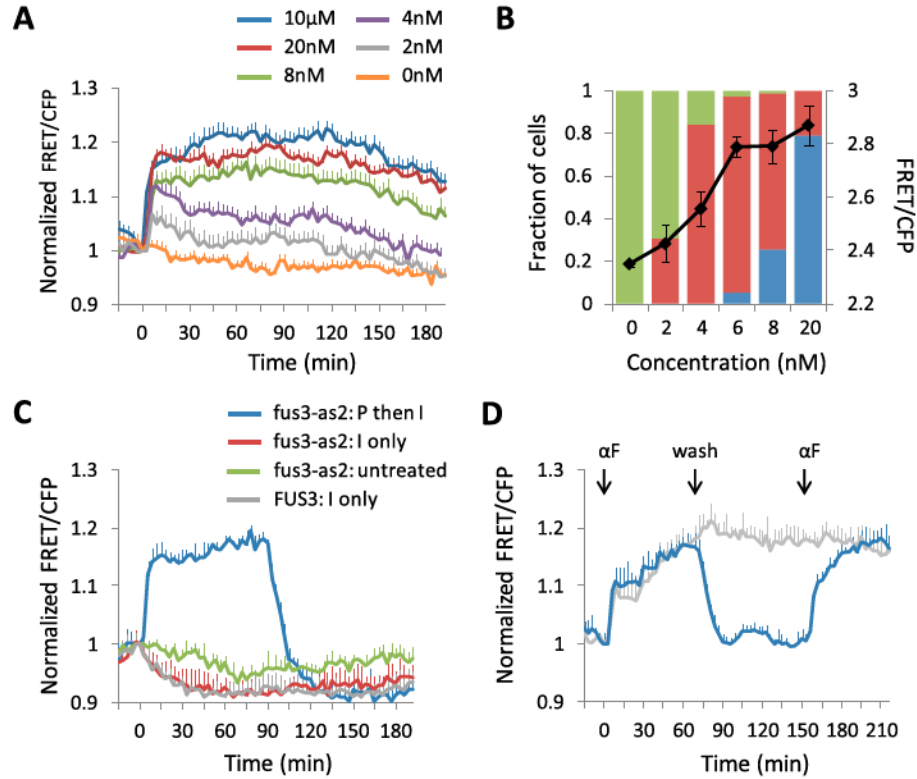 A
10μM
4nM
20nM
2nM
8nM
0nM
Normalized FRET/CFP
1.3
1.2
1.1
1
0.9
0 30 60 90 120 150 180
Time (min)
B
Fraction of cells
1
0.8
0.6
0.4
0.2
0
3
2.8
2.6
2.4
2.2
FRET/CFP
0 2 4 6 8 20
Concentration (nM)
C
fus3-as2: P then I
fus3-as2: I only
fus3-as2: untreated
FUS3: I only
Normalized FRET/CFP
1.3
1.2
1.1
1
0.9
0 30 60 90 120 150 180
Time (min)
D
αF wash αF
Normalized FRET/CFP
1.3
1.2
1.1
1
0.9
0 30 60 90 120 150 180 210
Time (min)